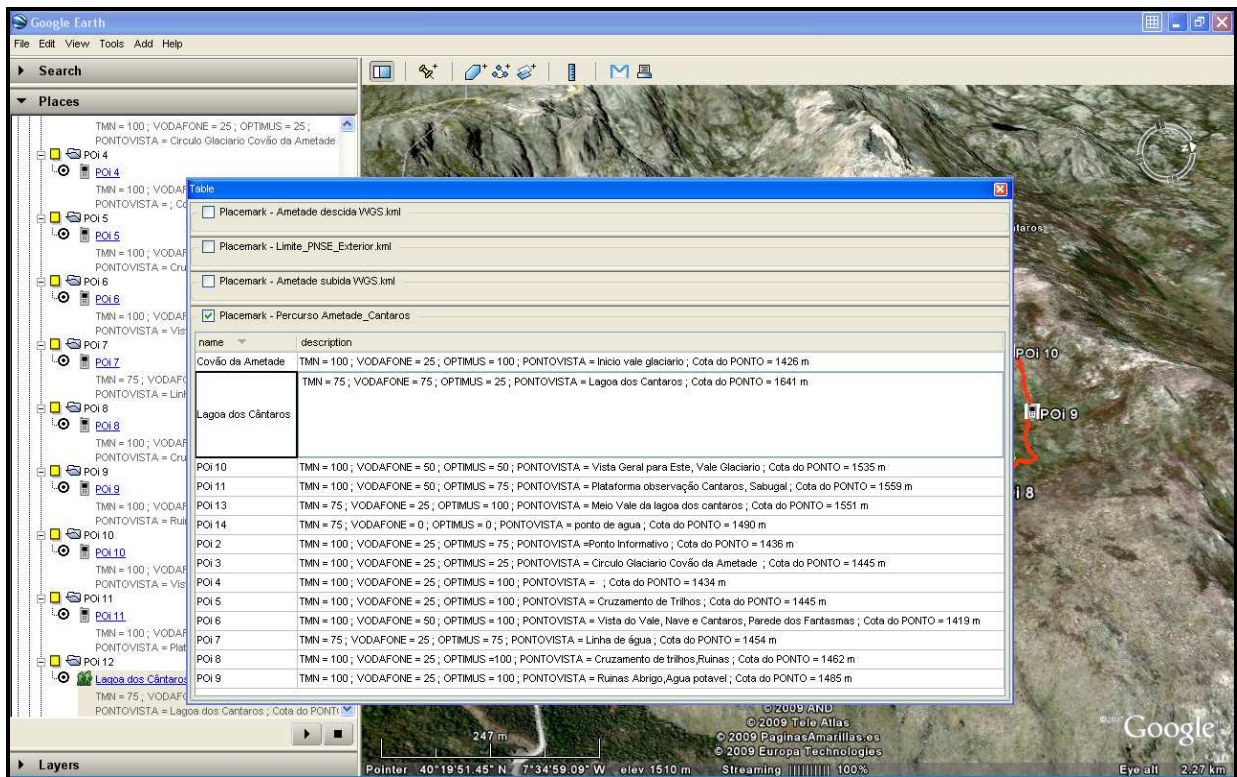 Google Earth
File Edit View Tools Add Help
Search
Places
TMN = 100 ; VODAFONE = 25 ; OPTIMUS = 25 ;
PONTOVISTA = Circulo Glaciario Covão da Ametade
POi 4
POi 4
TMN = 100 ; VODAF
PONTOVISTA = ; Co
POi 5
POi 5
TMN = 100 ; VODAF
PONTOVISTA = Cru
POi 6
POi 6
TMN = 100 ; VODAF
PONTOVISTA = Vis
POi 7
POi 7
TMN = 75 ; VODAFO
PONTOVISTA = Linh
POi 8
POi 8
TMN = 100 ; VODAF
PONTOVISTA = Cru
POi 9
POi 9
TMN = 100 ; VODAF
PONTOVISTA = Rui
POi 10
POi 10
TMN = 100 ; VODAF
PONTOVISTA = Vis
POi 11
POi 11
TMN = 100 ; VODAF
PONTOVISTA = Plat
POi 12
Lagoa dos Cântaros
TMN = 75 ; VODAFO
PONTOVISTA = Lagoa dos Cantaros ; Cota do PONTO
Layers
Table
Placemark - Ametade descida WGS.kml
Placemark - Limite_PNSE_Exterior.kml
Placemark - Ametade subida WGS.kml
Placemark - Percurso Ametade_Cantaros
name description
Covão da Ametade TMN = 100 ; VODAFONE = 25 ; OPTIMUS = 100 ; PONTOVISTA = Inicio vale glaciario ; Cota do PONTO = 1426 m
Lagoa dos Cântaros TMN = 75 ; VODAFONE = 75 ; OPTIMUS = 25 ; PONTOVISTA = Lagoa dos Cantaros ; Cota do PONTO = 1641 m
POi 10 TMN = 100 ; VODAFONE = 50 ; OPTIMUS = 50 ; PONTOVISTA = Vista Geral para Este, Vale Glaciario ; Cota do PONTO = 1535 m
POi 11 TMN = 100 ; VODAFONE = 50 ; OPTIMUS = 75 ; PONTOVISTA = Plataforma observação Cantaros, Sabugal ; Cota do PONTO = 1559 m
POi 13 TMN = 75 ; VODAFONE = 25 ; OPTIMUS = 100 ; PONTOVISTA = Meio Vale da lagoa dos cantaros ; Cota do PONTO = 1551 m
POi 14 TMN = 75 ; VODAFONE = 0 ; OPTIMUS = 0 ; PONTOVISTA = ponto de agua ; Cota do PONTO = 1490 m
POi 2 TMN = 100 ; VODAFONE = 25 ; OPTIMUS = 75 ; PONTOVISTA =Ponto Informativo ; Cota do PONTO = 1436 m
POi 3 TMN = 100 ; VODAFONE = 25 ; OPTIMUS = 25 ; PONTOVISTA = Circulo Glaciario Covão da Ametade ; Cota do PONTO = 1445 m
POi 4 TMN = 100 ; VODAFONE = 25 ; OPTIMUS = 100 ; PONTOVISTA = ; Cota do PONTO = 1434 m
POi 5 TMN = 100 ; VODAFONE = 25 ; OPTIMUS = 100 ; PONTOVISTA = Cruzamento de Trilhos ; Cota do PONTO = 1445 m
POi 6 TMN = 100 ; VODAFONE = 50 ; OPTIMUS = 100 ; PONTOVISTA = Vista do Vale, Nave e Cantaros, Parede dos Fantasmas ; Cota do PONTO = 1419 m
POi 7 TMN = 75 ; VODAFONE = 25 ; OPTIMUS = 75 ; PONTOVISTA = Linha de água ; Cota do PONTO = 1454 m
POi 8 TMN = 100 ; VODAFONE = 25 ; OPTIMUS =100 ; PONTOVISTA = Cruzamento de trilhos,Ruinas ; Cota do PONTO = 1462 m
POi 9 TMN = 100 ; VODAFONE = 25 ; OPTIMUS = 100 ; PONTOVISTA = Ruinas Abrigo,Agua potavel ; Cota do PONTO = 1485 m
ntaros
POi 10
POi 9
i 8
N
© 2009 AND
© 2009 Tele Atlas
© 2009 PaginasAmarillas.es
© 2009 Europa Technologies
247 m
Google
Pointer 40°19'51.45" N 7°34'59.09" W elev 1510 m Streaming |||||||||| 100% Eye alt 2.27 km